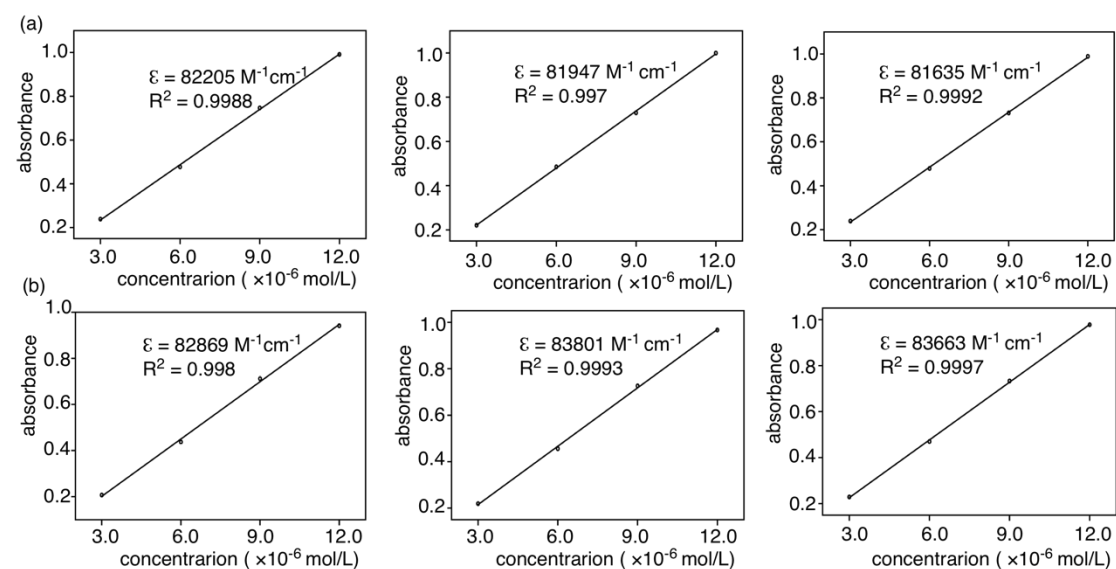 (a)
1.0
0.8
0.6
0.4
0.2
absorbance
ε = 82205 M⁻¹cm⁻¹
R² = 0.9988
3.0 6.0 9.0 12.0
concentrarion ( ×10⁻⁶ mol/L)
1.0
0.8
0.6
0.4
0.2
absorbance
ε = 81947 M⁻¹ cm⁻¹
R² = 0.997
3.0 6.0 9.0 12.0
concentrarion ( ×10⁻⁶ mol/L)
1.0
0.8
0.6
0.4
0.2
absorbance
ε = 81635 M⁻¹ cm⁻¹
R² = 0.9992
3.0 6.0 9.0 12.0
concentrarion ( ×10⁻⁶ mol/L)
(b)
1.0
0.8
0.6
0.4
0.2
absorbance
ε = 82869 M⁻¹cm⁻¹
R² = 0.998
3.0 6.0 9.0 12.0
concentrarion ( ×10⁻⁶ mol/L)
1.0
0.8
0.6
0.4
0.2
absorbance
ε = 83801 M⁻¹ cm⁻¹
R² = 0.9993
3.0 6.0 9.0 12.0
concentrarion ( ×10⁻⁶ mol/L)
1.0
0.8
0.6
0.4
0.2
absorbance
ε = 83663 M⁻¹ cm⁻¹
R² = 0.9997
3.0 6.0 9.0 12.0
concentrarion ( ×10⁻⁶ mol/L)